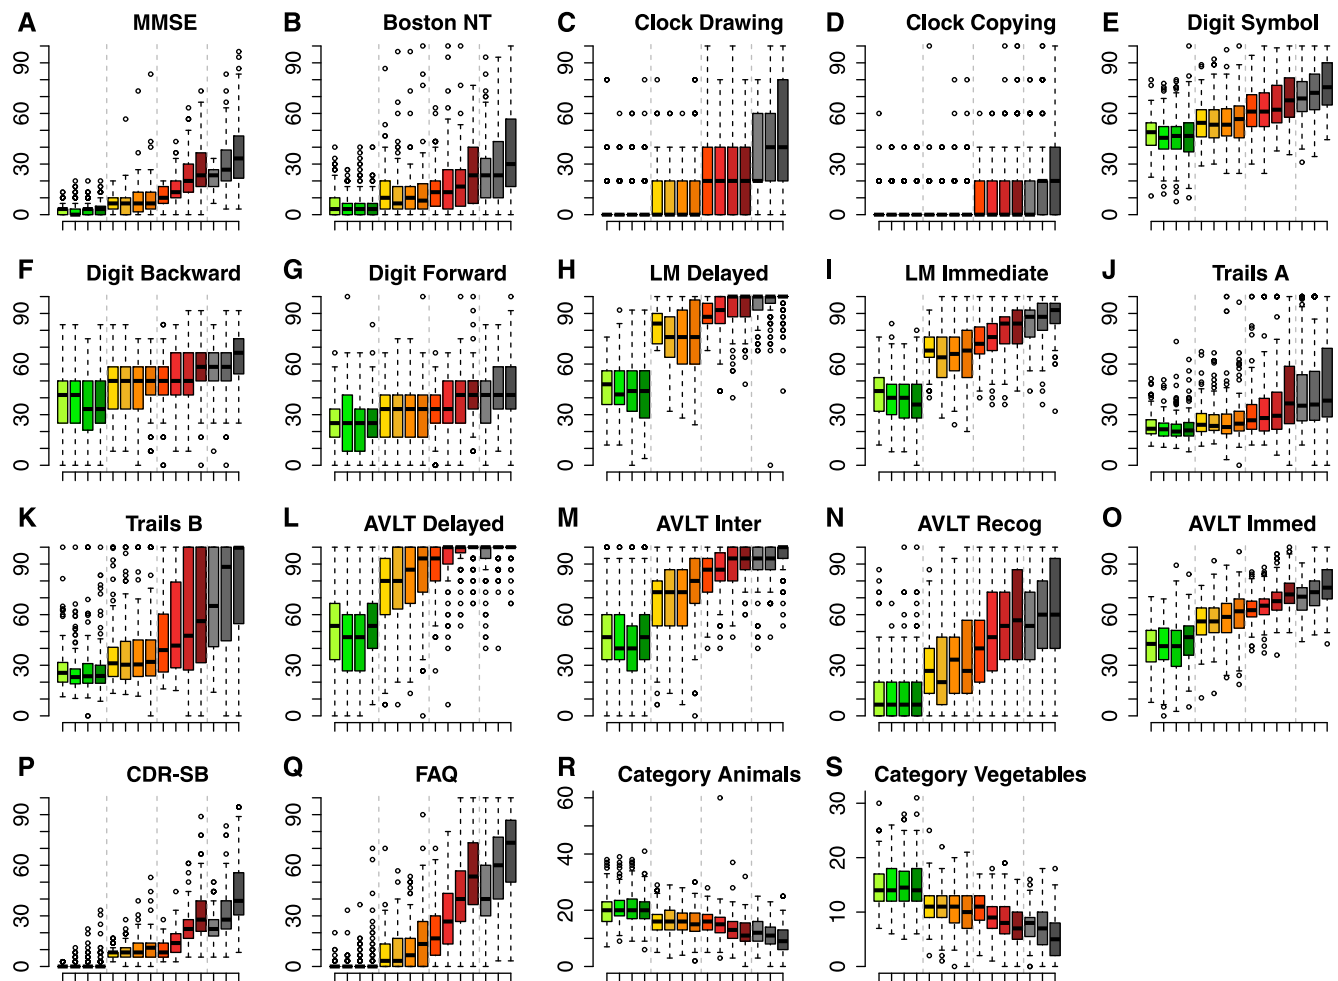 A MMSE
B Boston NT
C Clock Drawing
D Clock Copying
E Digit Symbol
0 30 60 90
0 30 60 90
0 30 60 90
0 30 60 90
0 30 60 90
F Digit Backward
G Digit Forward
H LM Delayed
I LM Immediate
J Trails A
0 30 60 90
0 30 60 90
0 30 60 90
0 30 60 90
0 30 60 90
K Trails B
L AVLT Delayed
M AVLT Inter
N AVLT Recog
O AVLT Immed
0 30 60 90
0 30 60 90
0 30 60 90
0 30 60 90
0 30 60 90
P CDR-SB
Q FAQ
R Category Animals
S Category Vegetables
0 30 60 90
0 30 60 90
0 20 40 60
0 10 20 30